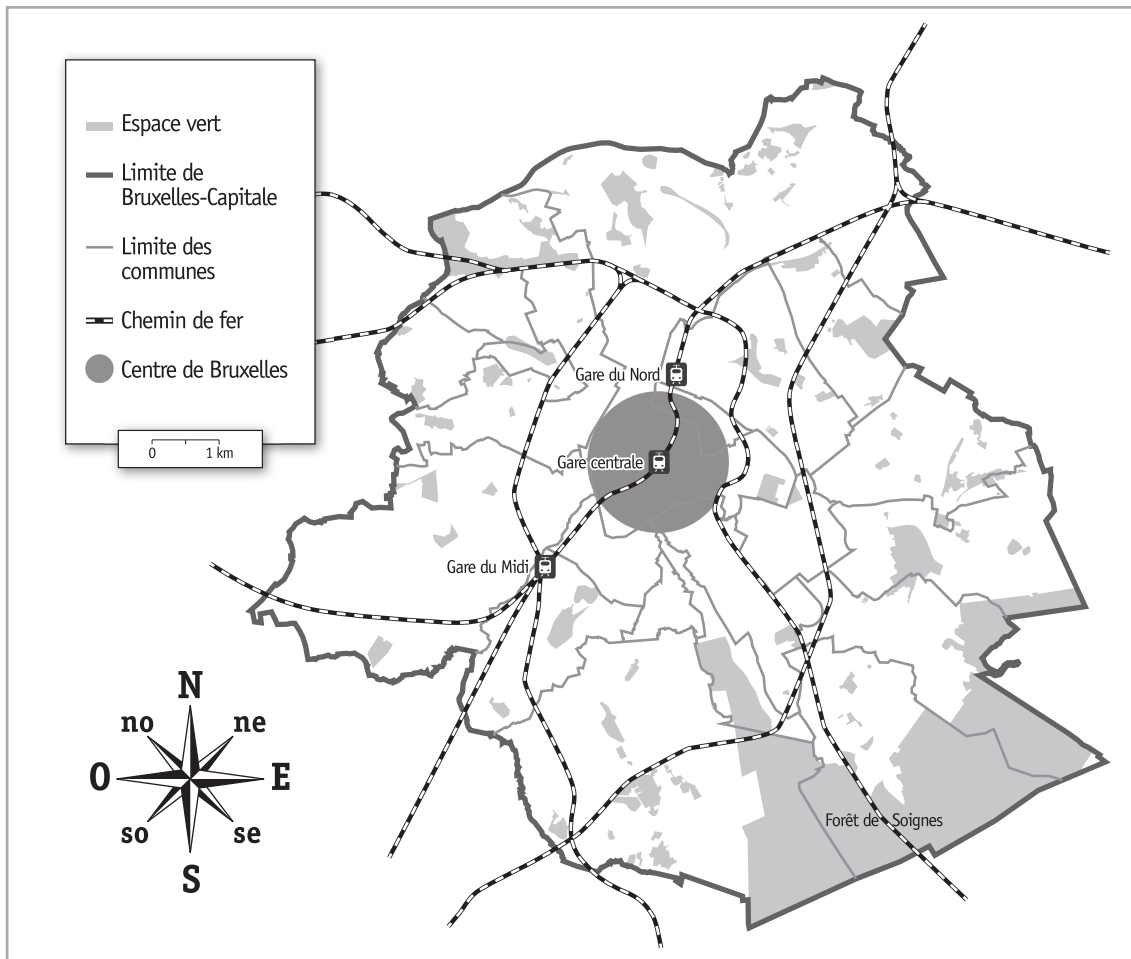 Espace vert
Limite de
Bruxelles-Capitale
Limite des
communes
Chemin de fer
Centre de Bruxelles
0 1 km
Gare du Nord
Gare centrale
Gare du Midi
N
no ne
O E
so se
S
Forêt de Soignes